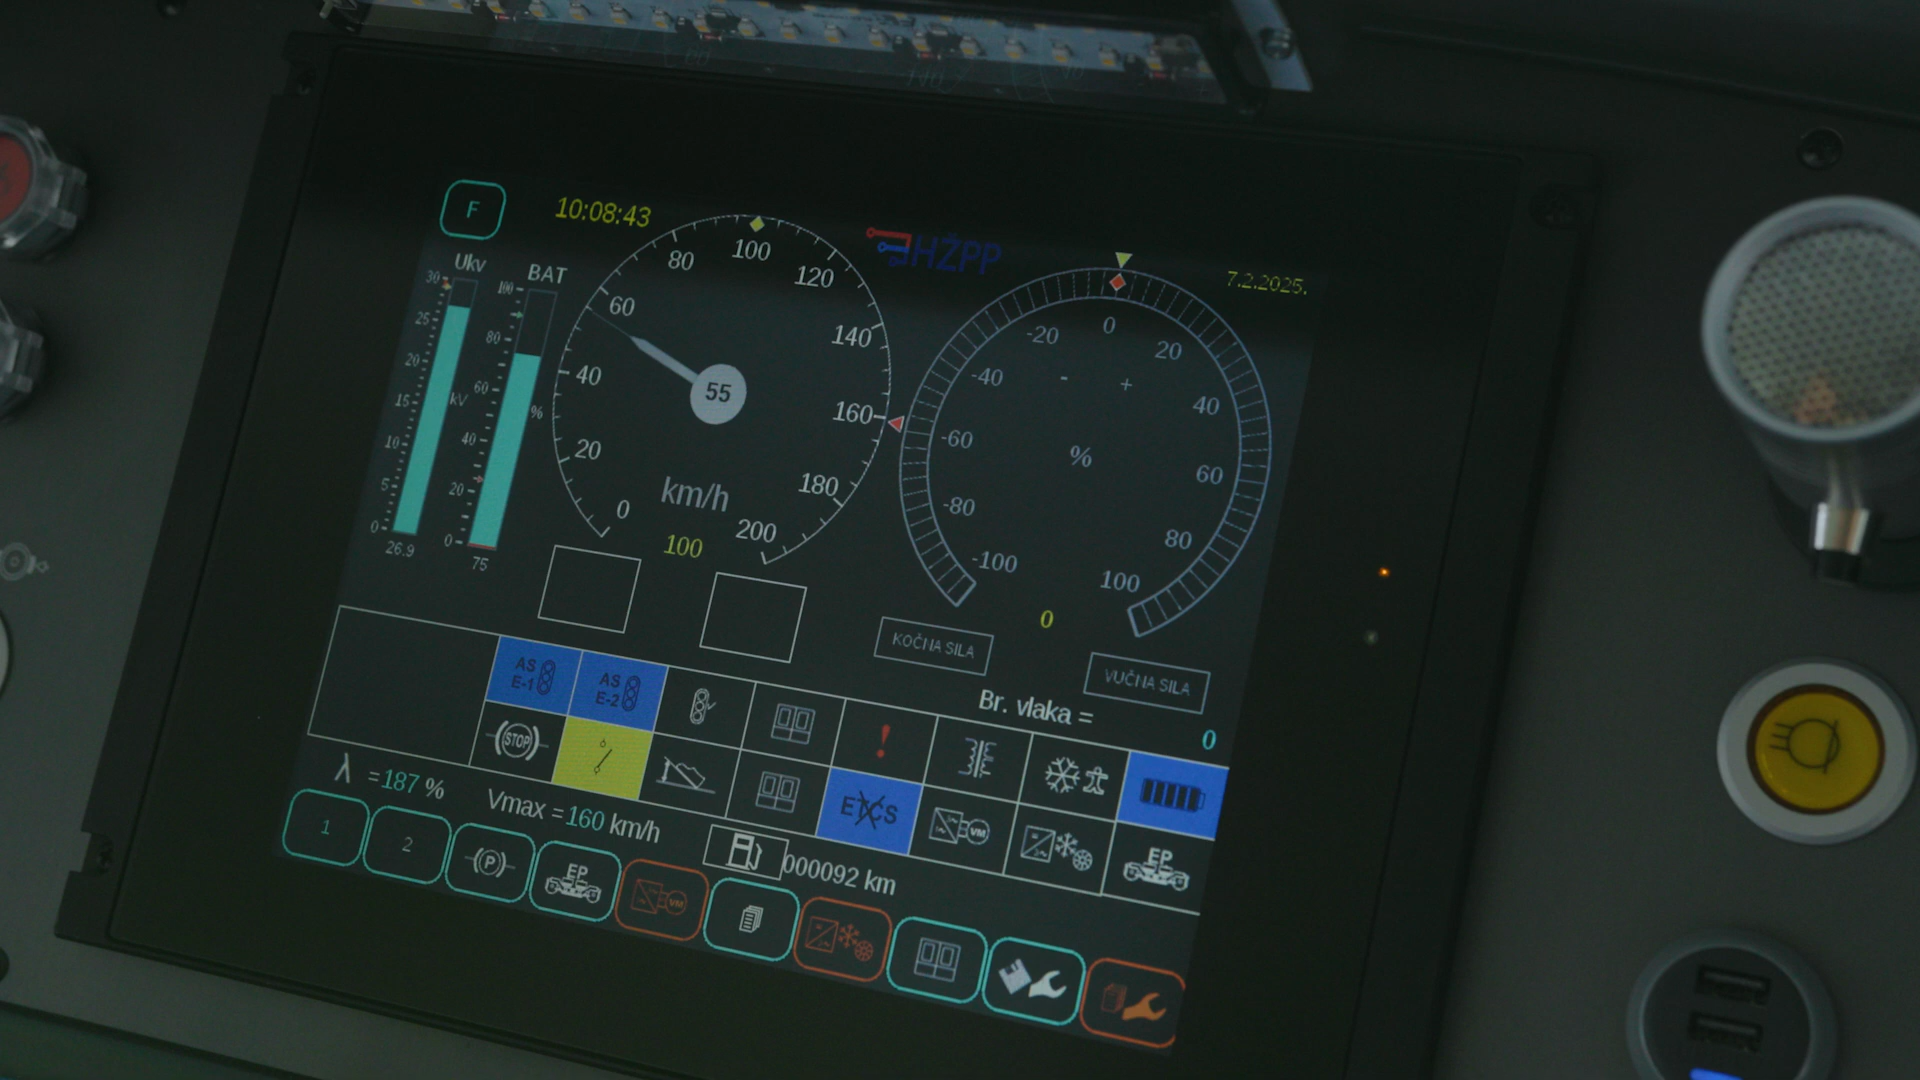 F
10:08:43
HŽPP
7.2.2025.
Ukv
BAT
30
25
20
15
10
5
0
kV
26.9
100
80
60
40
20
0
%
75
0
20
40
60
80
100
120
140
160
180
200
55
km/h
100
-100
-80
-60
-40
-20
0
20
40
60
80
100
- +
%
0
KOČNA SILA
VUČNA SILA
Br. vlaka =
0
AS E-1
AS E-2
!
STOP
ETCS
VM
EP
λ =187 %
Vmax =160 km/h
000092 km
1
2
P
EP
VM